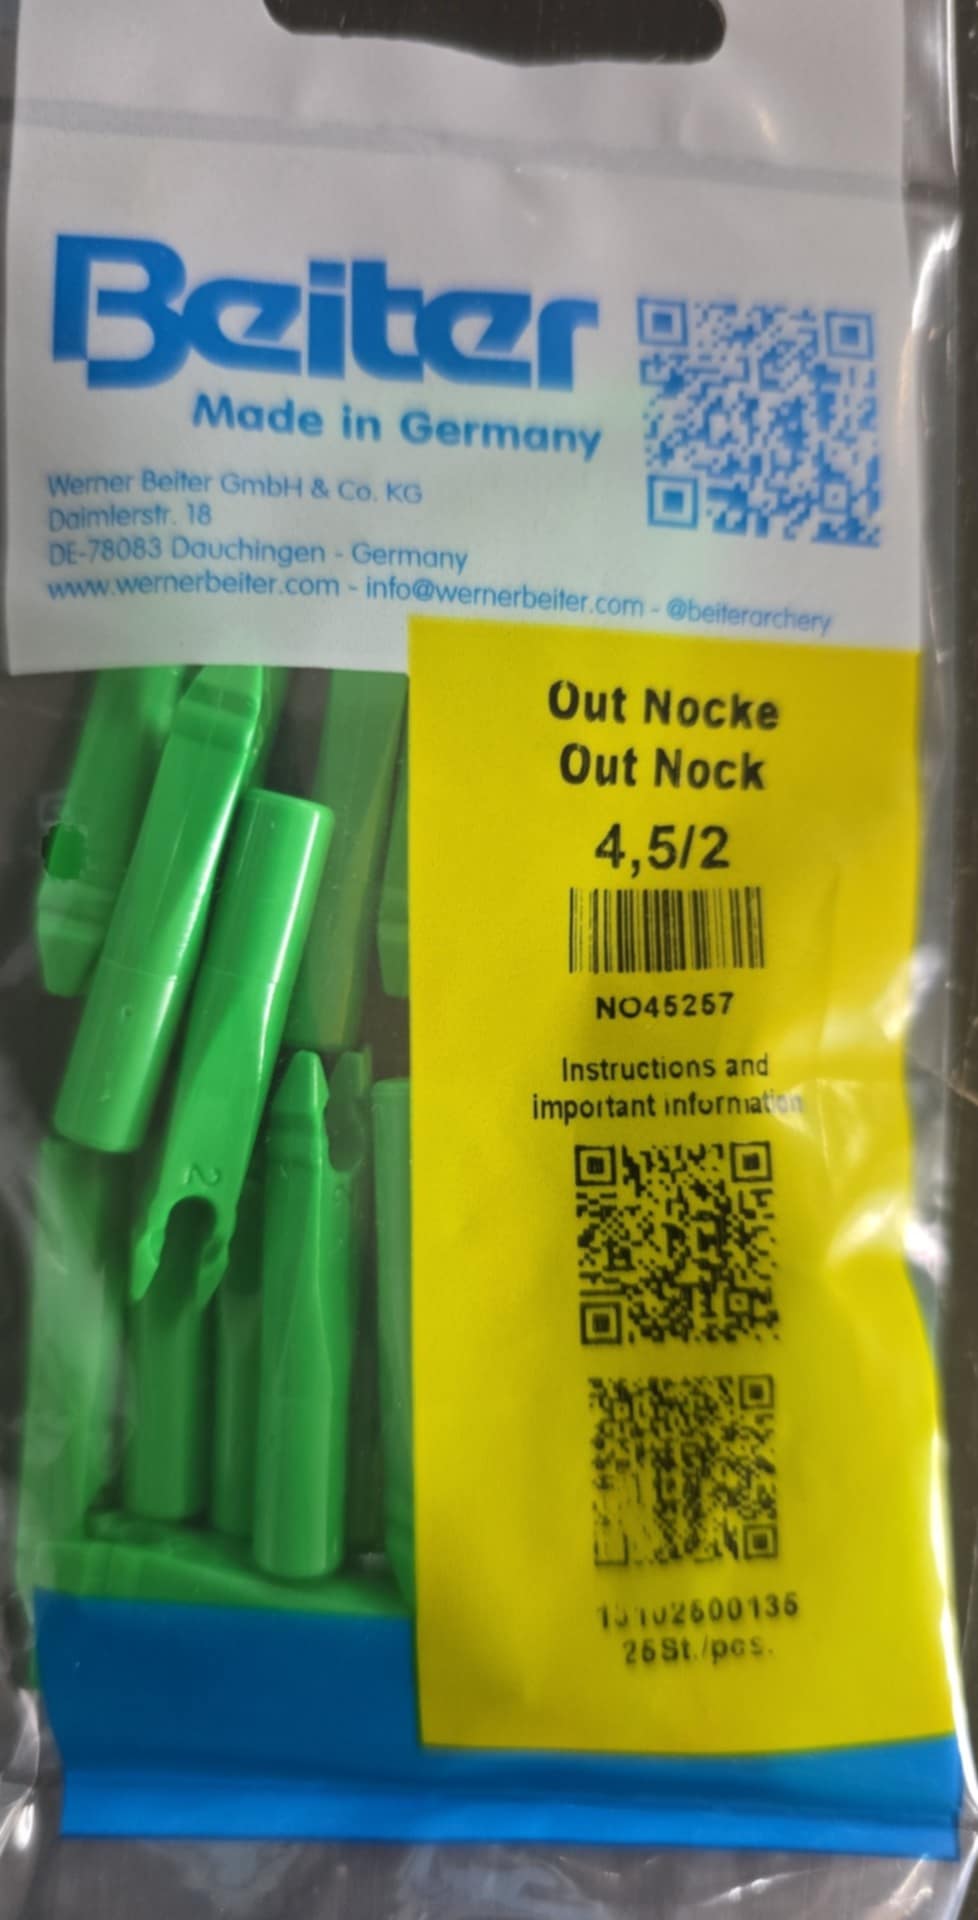 Beiter
Made in Germany
Werner Beiter GmbH & Co. KG
Daimlerstr. 18
DE-78083 Dauchingen - Germany
www.wernerbeiter.com - info@wernerbeiter.com - @beiterarchery
Out Nocke
Out Nock
4,5/2
NO45257
Instructions and
important information
25St./pcs.
2